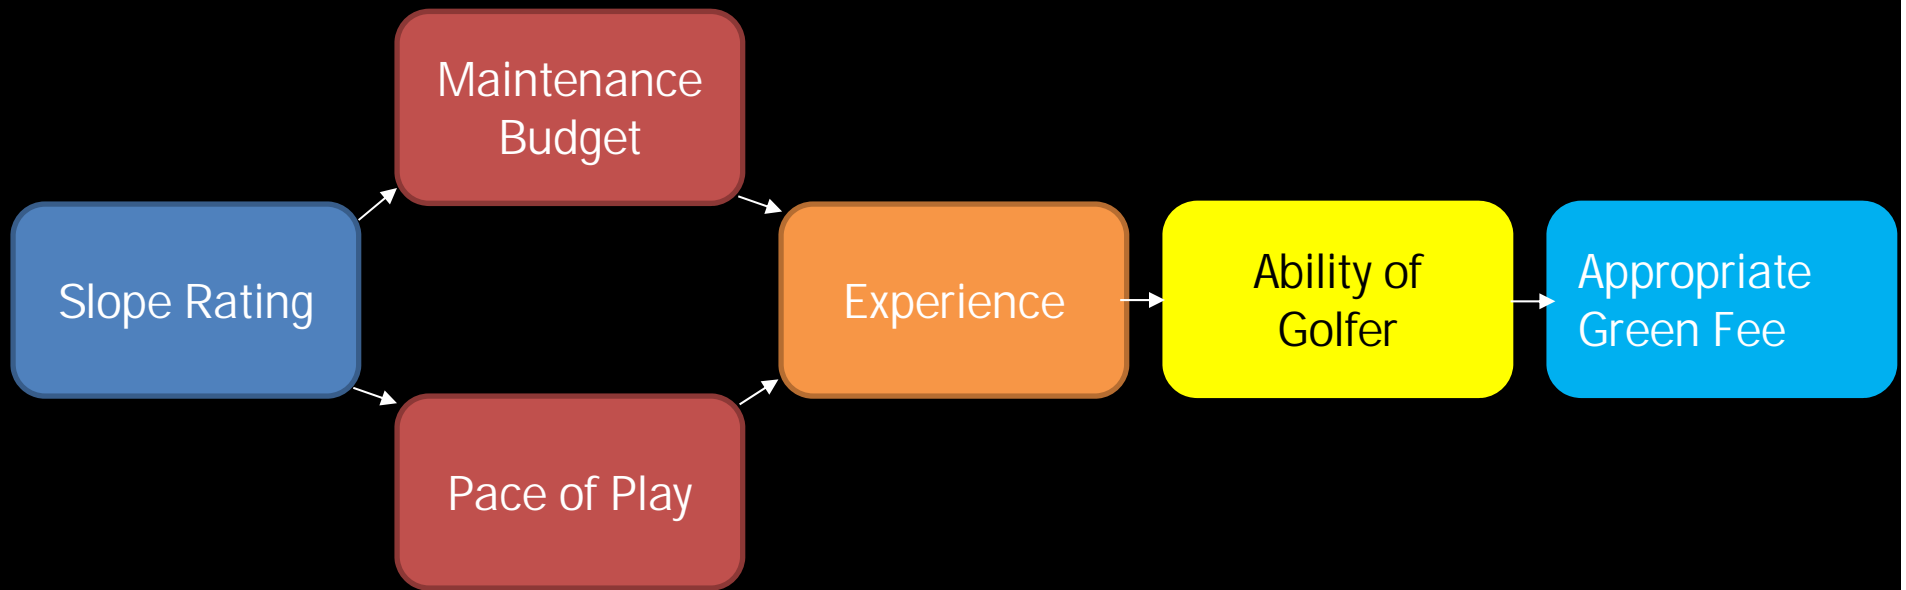 Maintenance
Budget
Slope Rating
Experience
Ability of
Golfer
Appropriate
Green Fee
Pace of Play